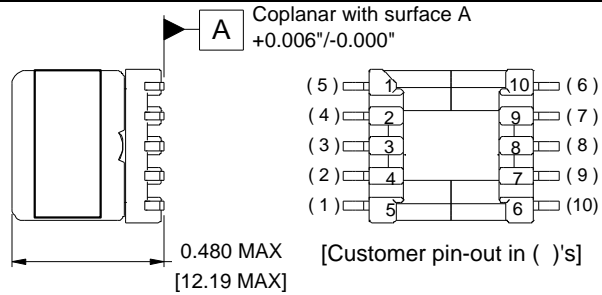 Coplanar with surface A
A
+0.006"/-0.000"
(5) 1 10 (6)
(4) 2 9 (7)
(3) 3 8 (8)
(2) 4 7 (9)
(1) 5 6 (10)
0.480 MAX
[12.19 MAX]
[Customer pin-out in ( )'s]